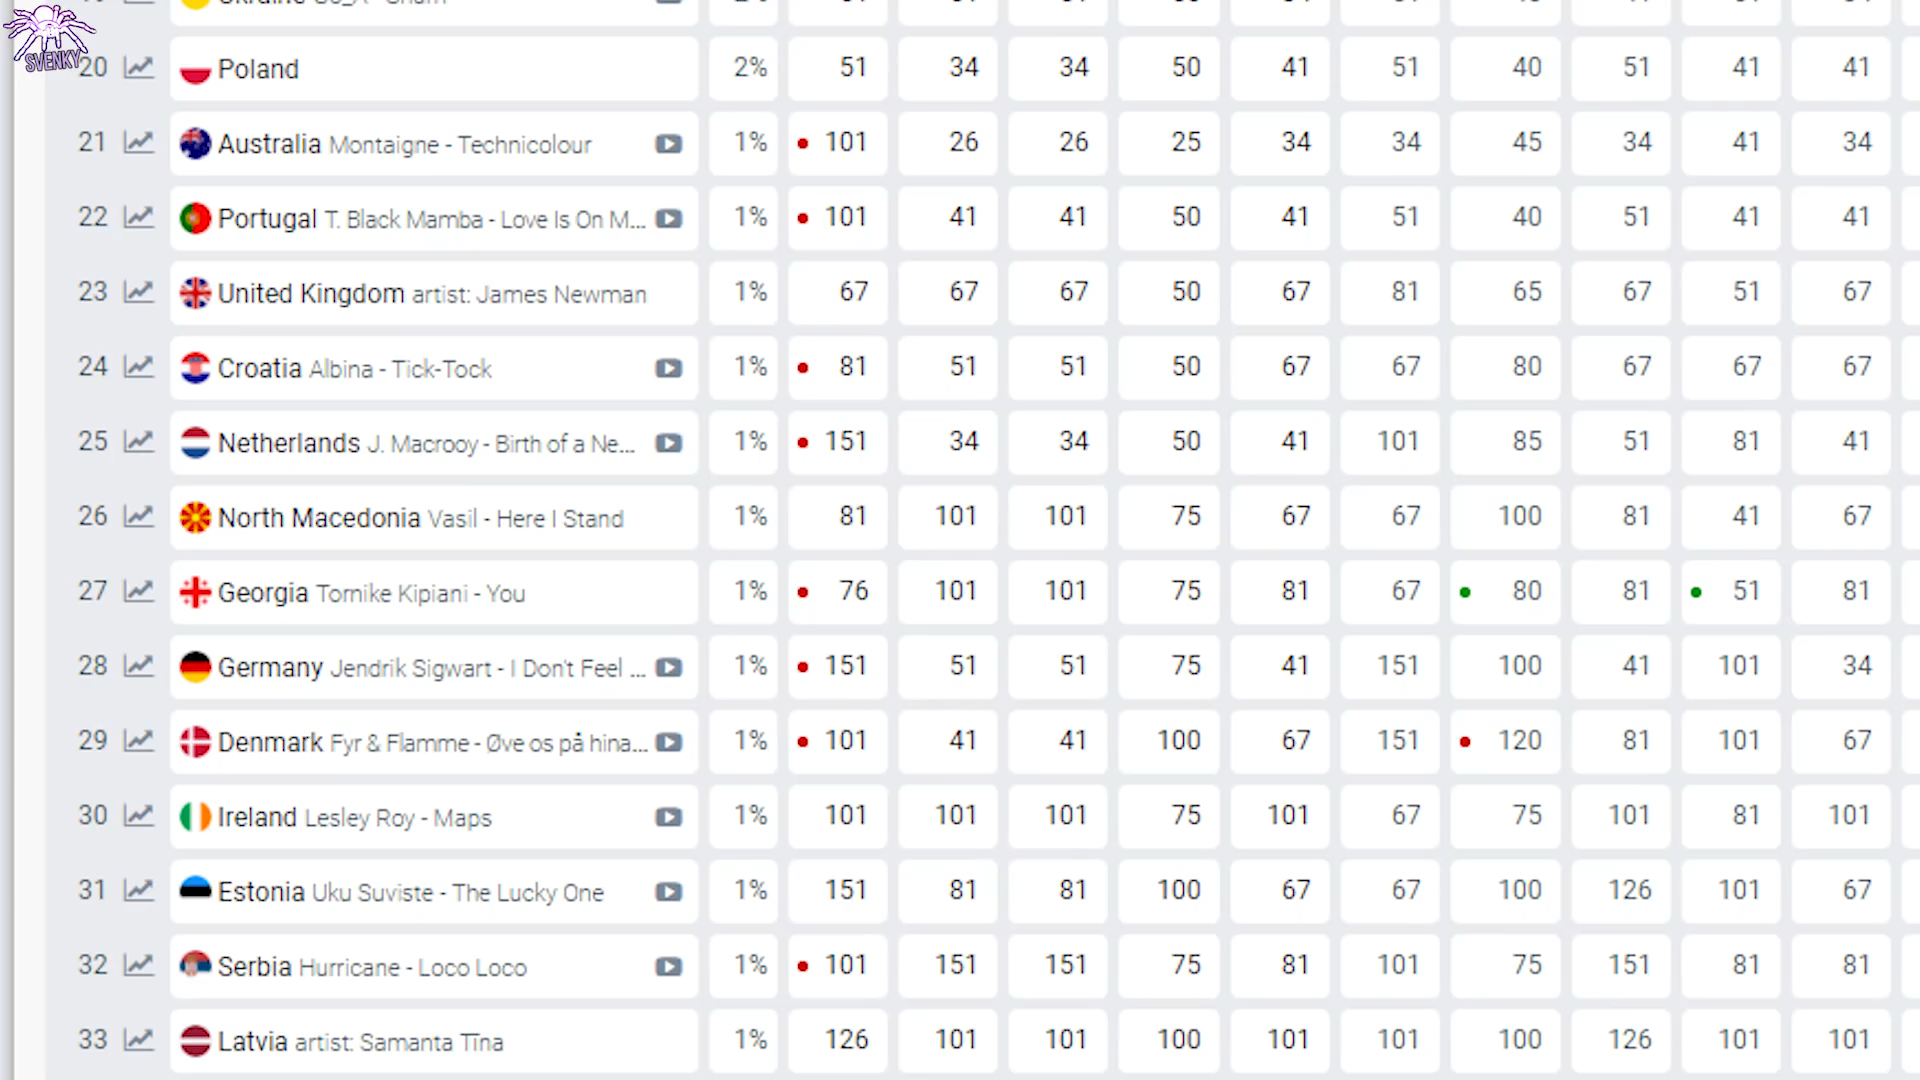 SVENKY
20 Poland 2% 51 34 34 50 41 51 40 51 41 41
21 Australia Montaigne - Technicolour 1% 101 26 26 25 34 34 45 34 41 34
22 Portugal T. Black Mamba - Love Is On M... 1% 101 41 41 50 41 51 40 51 41 41
23 United Kingdom artist: James Newman 1% 67 67 67 50 67 81 65 67 51 67
24 Croatia Albina - Tick-Tock 1% 81 51 51 50 67 67 80 67 67 67
25 Netherlands J. Macrooy - Birth of a Ne... 1% 151 34 34 50 41 101 85 51 81 41
26 North Macedonia Vasil - Here I Stand 1% 81 101 101 75 67 67 100 81 41 67
27 Georgia Tornike Kipiani - You 1% 76 101 101 75 81 67 80 81 51 81
28 Germany Jendrik Sigwart - I Don't Feel ... 1% 151 51 51 75 41 151 100 41 101 34
29 Denmark Fyr & Flamme - Øve os på hina... 1% 101 41 41 100 67 151 120 81 101 67
30 Ireland Lesley Roy - Maps 1% 101 101 101 75 101 67 75 101 81 101
31 Estonia Uku Suviste - The Lucky One 1% 151 81 81 100 67 67 100 126 101 67
32 Serbia Hurricane - Loco Loco 1% 101 151 151 75 81 101 75 151 81 81
33 Latvia artist: Samanta Tīna 1% 126 101 101 100 101 101 100 126 101 101